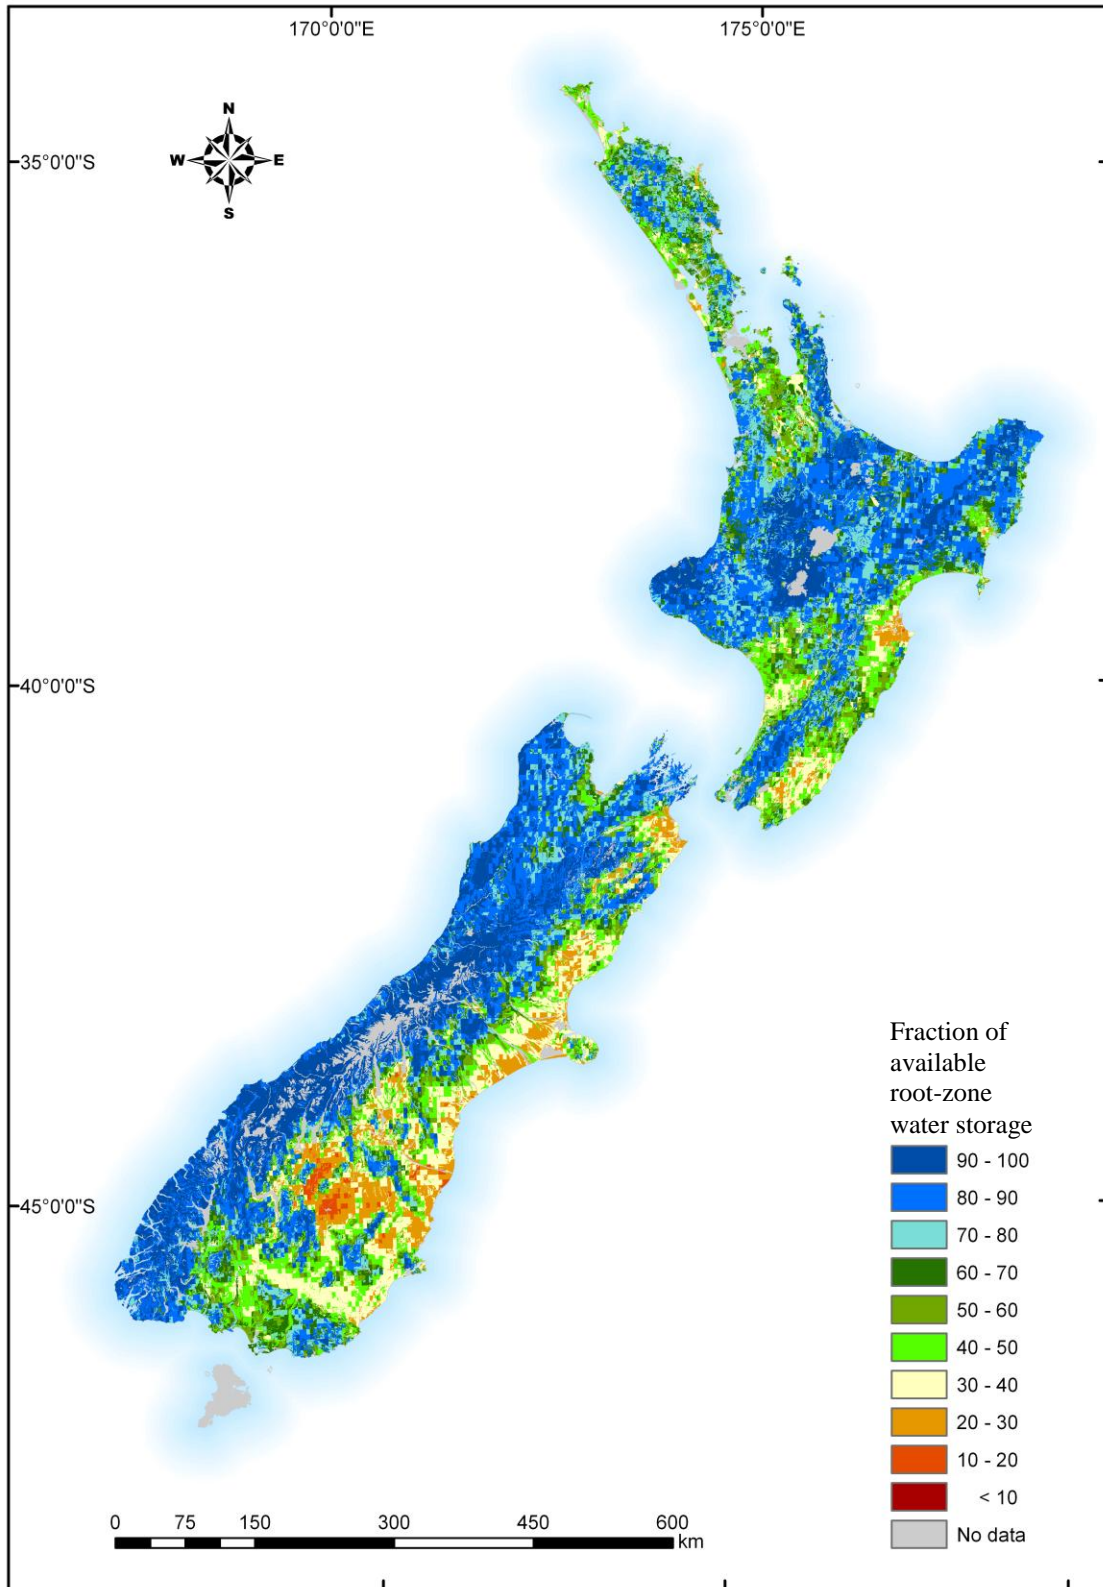 170°0'0"E
175°0'0"E
N
W
E
S
35°0'0"S
40°0'0"S
45°0'0"S
Fraction of
available
root-zone
water storage
90 - 100
80 - 90
70 - 80
60 - 70
50 - 60
40 - 50
30 - 40
20 - 30
10 - 20
< 10
No data
0 75 150 300 450 600
km